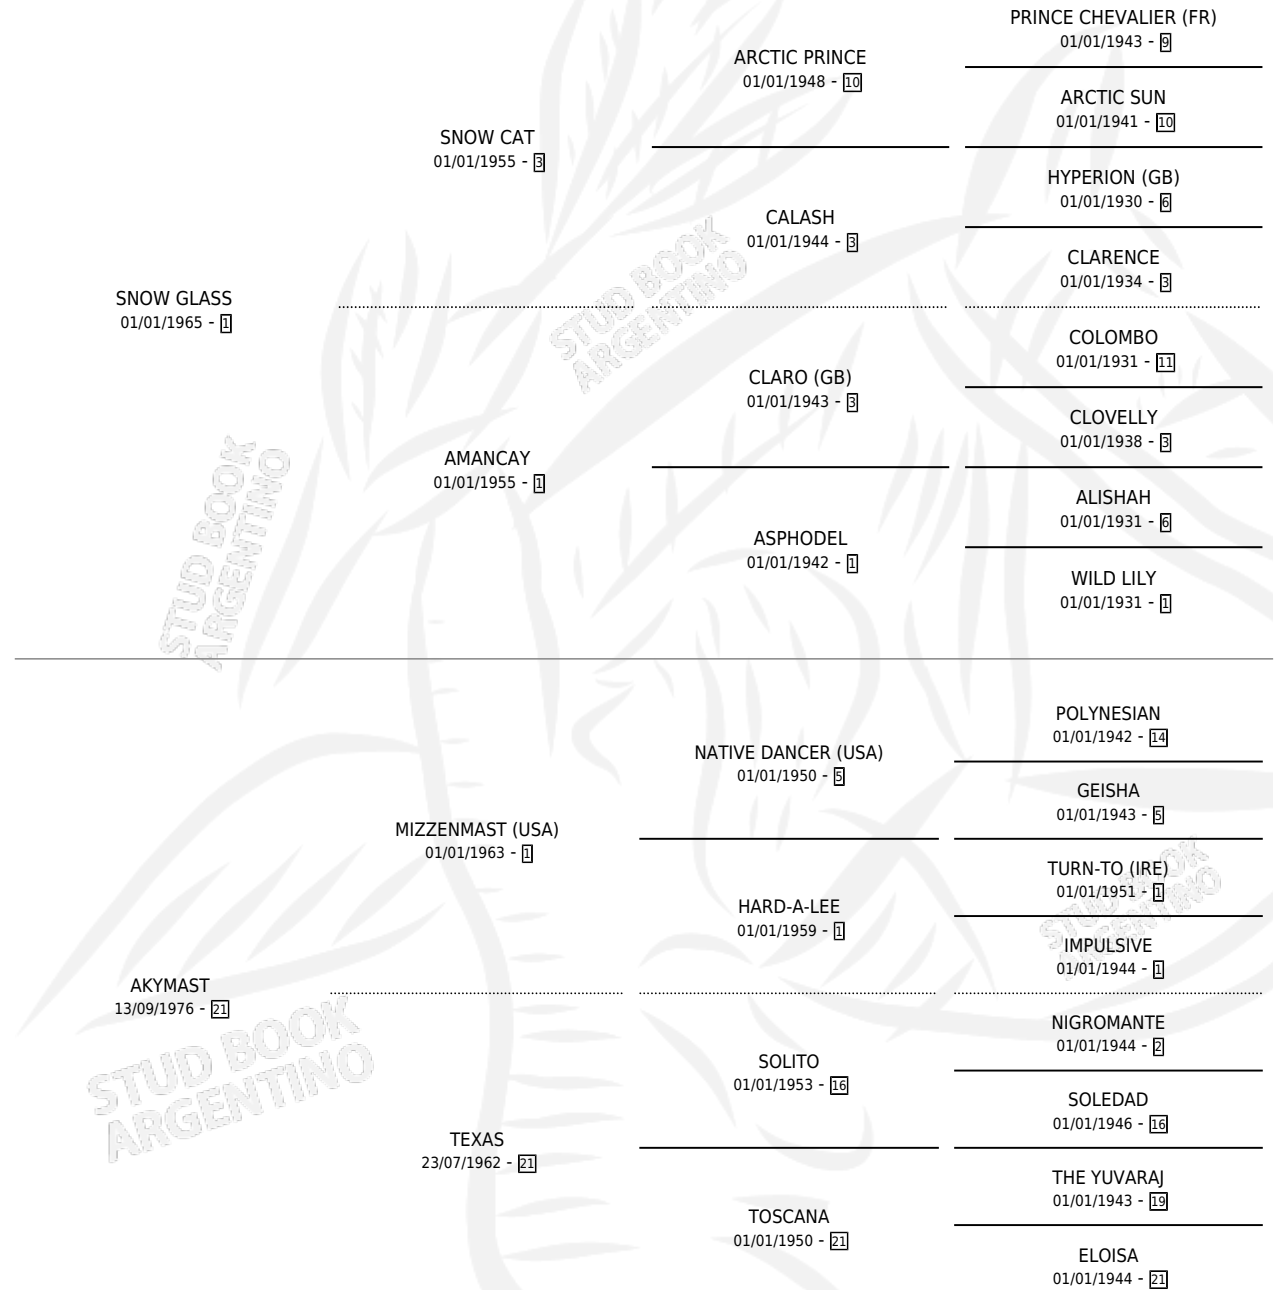 PRINCE CHEVALIER (FR)
01/01/1943 - 9
ARCTIC PRINCE
01/01/1948 - 10
ARCTIC SUN
01/01/1941 - 10
SNOW CAT
01/01/1955 - 3
HYPERION (GB)
01/01/1930 - 6
CALASH
01/01/1944 - 3
CLARENCE
01/01/1934 - 3
SNOW GLASS
01/01/1965 - 1
COLOMBO
01/01/1931 - 11
CLARO (GB)
01/01/1943 - 3
CLOVELLY
01/01/1938 - 3
AMANCAY
01/01/1955 - 1
ALISHAH
01/01/1931 - 6
ASPHODEL
01/01/1942 - 1
WILD LILY
01/01/1931 - 1
POLYNESIAN
01/01/1942 - 14
NATIVE DANCER (USA)
01/01/1950 - 5
GEISHA
01/01/1943 - 5
MIZZENMAST (USA)
01/01/1963 - 1
TURN-TO (IRE)
01/01/1951 - 1
HARD-A-LEE
01/01/1959 - 1
IMPULSIVE
01/01/1944 - 1
AKYMAST
13/09/1976 - 21
NIGROMANTE
01/01/1944 - 2
SOLITO
01/01/1953 - 16
SOLEDAD
01/01/1946 - 16
TEXAS
23/07/1962 - 21
THE YUVARAJ
01/01/1943 - 19
TOSCANA
01/01/1950 - 21
ELOISA
01/01/1944 - 21
STUD BOOK
ARGENTINO
STUD BOOK
ARGENTINO
STUD BOOK
ARGENTINO
STUD BOOK
ARGENTINO